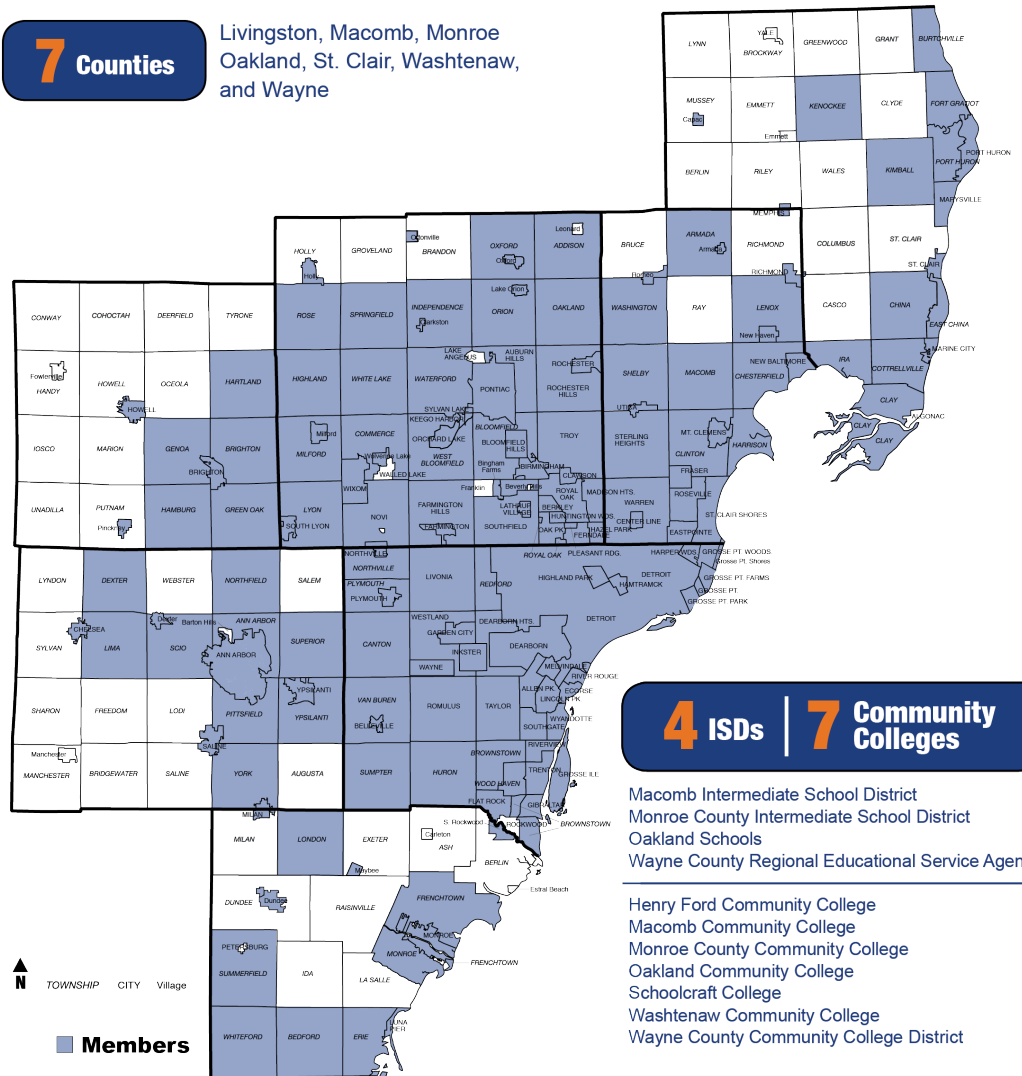 7 Counties
Livingston, Macomb, Monroe
Oakland, St. Clair, Washtenaw,
and Wayne
LYNN
YALE
BROCKWAY
GREENWOOD
GRANT
BURTCHVILLE
MUSSEY
Capac
EMMETT
Emmett
KENOCKEE
CLYDE
FORT GRATIOT
PORT HURON
PORT HURON
BERLIN
RILEY
WALES
KIMBALL
MARYSVILLE
MEMPHIS
HOLLY
Holly
GROVELAND
Ortonville
BRANDON
OXFORD
Oxford
Leonard
ADDISON
BRUCE
Romeo
ARMADA
Armada
RICHMOND
RICHMOND
COLUMBUS
ST. CLAIR
ST. CLAIR
CONWAY
COHOCTAH
DEERFIELD
TYRONE
ROSE
SPRINGFIELD
INDEPENDENCE
Clarkston
Lake Orion
ORION
OAKLAND
WASHINGTON
RAY
LENOX
New Haven
CASCO
CHINA
EAST CHINA
MARINE CITY
Fowlerville
HANDY
HOWELL
HOWELL
OCEOLA
HARTLAND
HIGHLAND
WHITE LAKE
WATERFORD
LAKE
ANGELUS
AUBURN
HILLS
PONTIAC
ROCHESTER
ROCHESTER
HILLS
SHELBY
UTICA
MACOMB
NEW BALTIMORE
CHESTERFIELD
IRA
COTTRELLVILLE
CLAY
ALGONAC
CLAY
CLAY
IOSCO
MARION
GENOA
BRIGHTON
BRIGHTON
Milford
MILFORD
COMMERCE
Wolverine Lake
WALLED LAKE
SYLVAN LAKE
KEEGO HARBOR
ORCHARD LAKE
WEST
BLOOMFIELD
BLOOMFIELD
BLOOMFIELD
HILLS
Bingham
Farms
BIRMINGHAM
TROY
CLAWSON
STERLING
HEIGHTS
MT. CLEMENS
CLINTON
HARRISON
FRASER
ROSEVILLE
UNADILLA
PUTNAM
Pinckney
HAMBURG
GREEN OAK
LYON
SOUTH LYON
WIXOM
NOVI
FARMINGTON
HILLS
FARMINGTON
Franklin
Beverly Hills
LATHRUP
VILLAGE
SOUTHFIELD
ROYAL
OAK
BERKLEY
HUNTINGTON WDS.
OAK PK.
FERNDALE
HAZEL PARK
MADISON HTS.
WARREN
CENTER LINE
EASTPOINTE
ST. CLAIR SHORES
LYNDON
DEXTER
WEBSTER
NORTHFIELD
SALEM
NORTHVILLE
NORTHVILLE
PLYMOUTH
PLYMOUTH
LIVONIA
REDFORD
ROYAL OAK
PLEASANT RDG.
HIGHLAND PARK
HAMTRAMCK
DETROIT
DETROIT
HARPER WDS.
GROSSE PT. WOODS
Grosse Pt. Shores
GROSSE PT. FARMS
GROSSE PT.
GROSSE PT. PARK
SYLVAN
CHELSEA
LIMA
Dexter
SCIO
Barton Hills
ANN ARBOR
ANN ARBOR
SUPERIOR
CANTON
WESTLAND
GARDEN CITY
WAYNE
INKSTER
DEARBORN HTS.
DEARBORN
MELVINDALE
RIVER ROUGE
SHARON
FREEDOM
LODI
PITTSFIELD
YPSILANTI
YPSILANTI
VAN BUREN
BELLEVILLE
ROMULUS
TAYLOR
ALLEN PK.
LINCOLN PK.
ECORSE
WYANDOTTE
SOUTHGATE
Manchester
MANCHESTER
BRIDGEWATER
SALINE
SALINE
YORK
AUGUSTA
SUMPTER
HURON
BROWNSTOWN
RIVERVIEW
TRENTON
GROSSE ILE
WOOD HAVEN
FLAT ROCK
GIBRALTAR
ROCKWOOD
BROWNSTOWN
MILAN
MILAN
LONDON
Maybee
EXETER
Carleton
ASH
S. Rockwood
BERLIN
Estral Beach
DUNDEE
Dundee
RAISINVILLE
FRENCHTOWN
MONROE
MONROE
FRENCHTOWN
PETERSBURG
SUMMERFIELD
IDA
LA SALLE
WHITEFORD
BEDFORD
ERIE
LUNA
PIER
N
TOWNSHIP CITY Village
Members
4 ISDs | 7 Community
Colleges
Macomb Intermediate School District
Monroe County Intermediate School District
Oakland Schools
Wayne County Regional Educational Service Agen
Henry Ford Community College
Macomb Community College
Monroe County Community College
Oakland Community College
Schoolcraft College
Washtenaw Community College
Wayne County Community College District